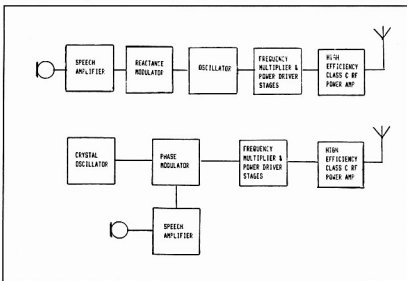 SPEECH
AMPLIFIER
REACTANCE
MODULATOR
OSCILLATOR
FREQUENCY
MULTIPLIER &
POWER DRIVER
STAGES
HIGH
EFFICIENCY
CLASS C RF
POWER AMP
CRYSTAL
OSCILLATOR
PHASE
MODULATOR
FREQUENCY
MULTIPLIER &
POWER DRIVER
STAGES
HIGH
EFFICIENCY
CLASS C RF
POWER AMP
SPEECH
AMPLIFIER